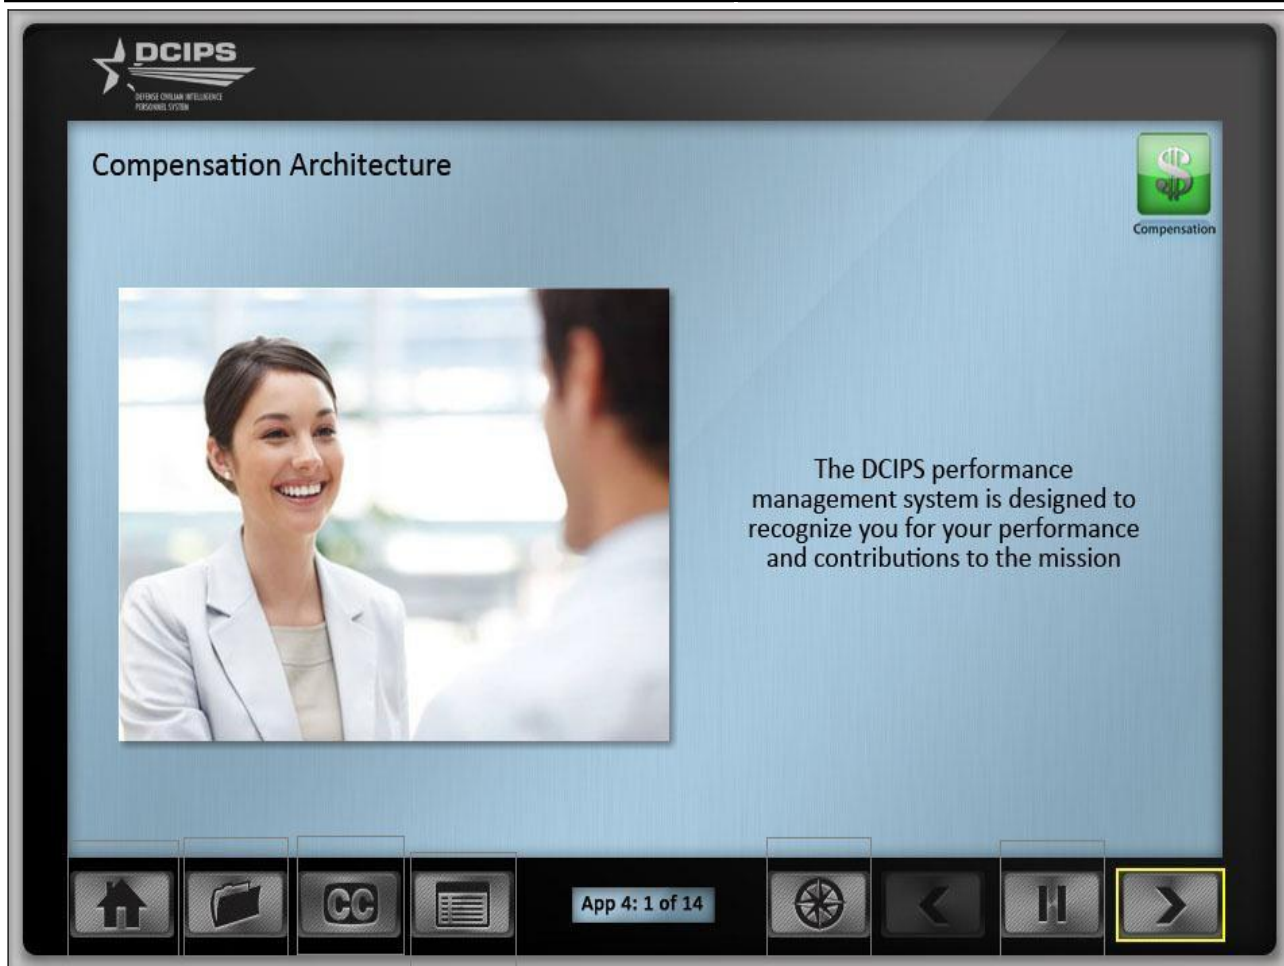 DCIPS
DEFENSE CIVILIAN INTELLIGENCE
PERSONNEL SYSTEM
Compensation Architecture
$
Compensation
The DCIPS performance
management system is designed to
recognize you for your performance
and contributions to the mission
CC
App 4: 1 of 14